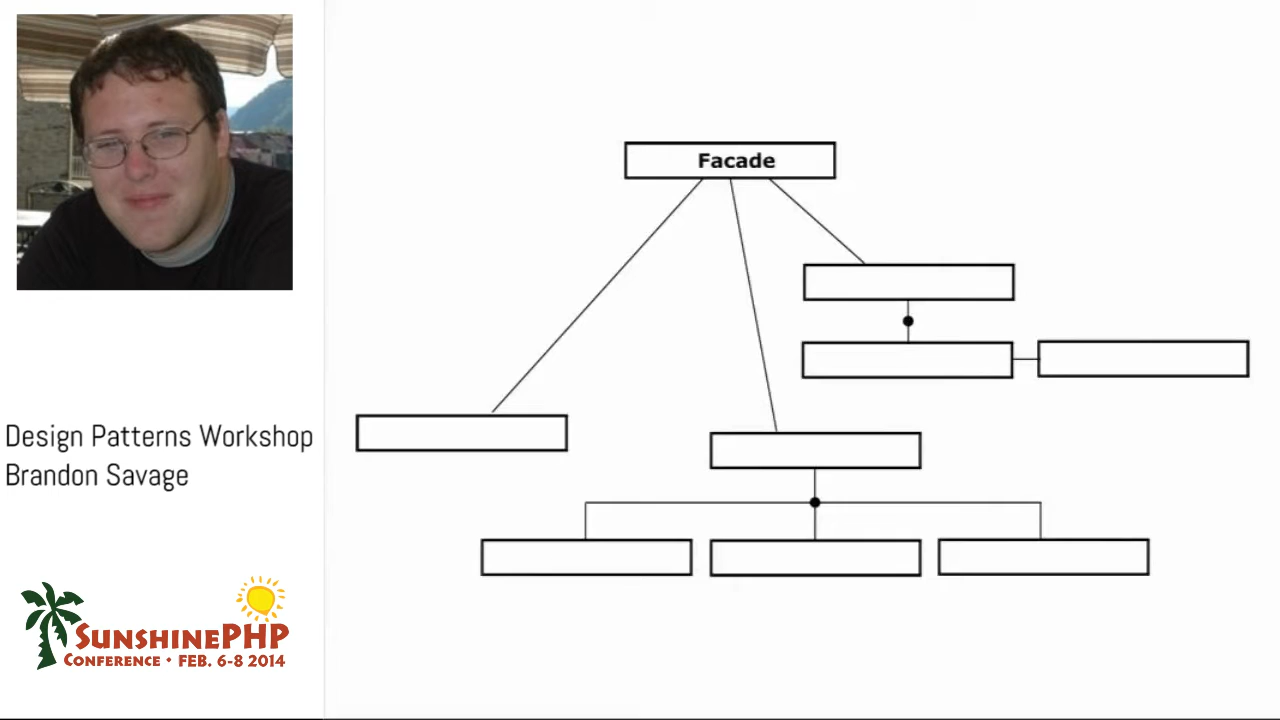 Facade
Design Patterns Workshop
Brandon Savage
SUNSHINEPHP
CONFERENCE • FEB. 6-8 2014